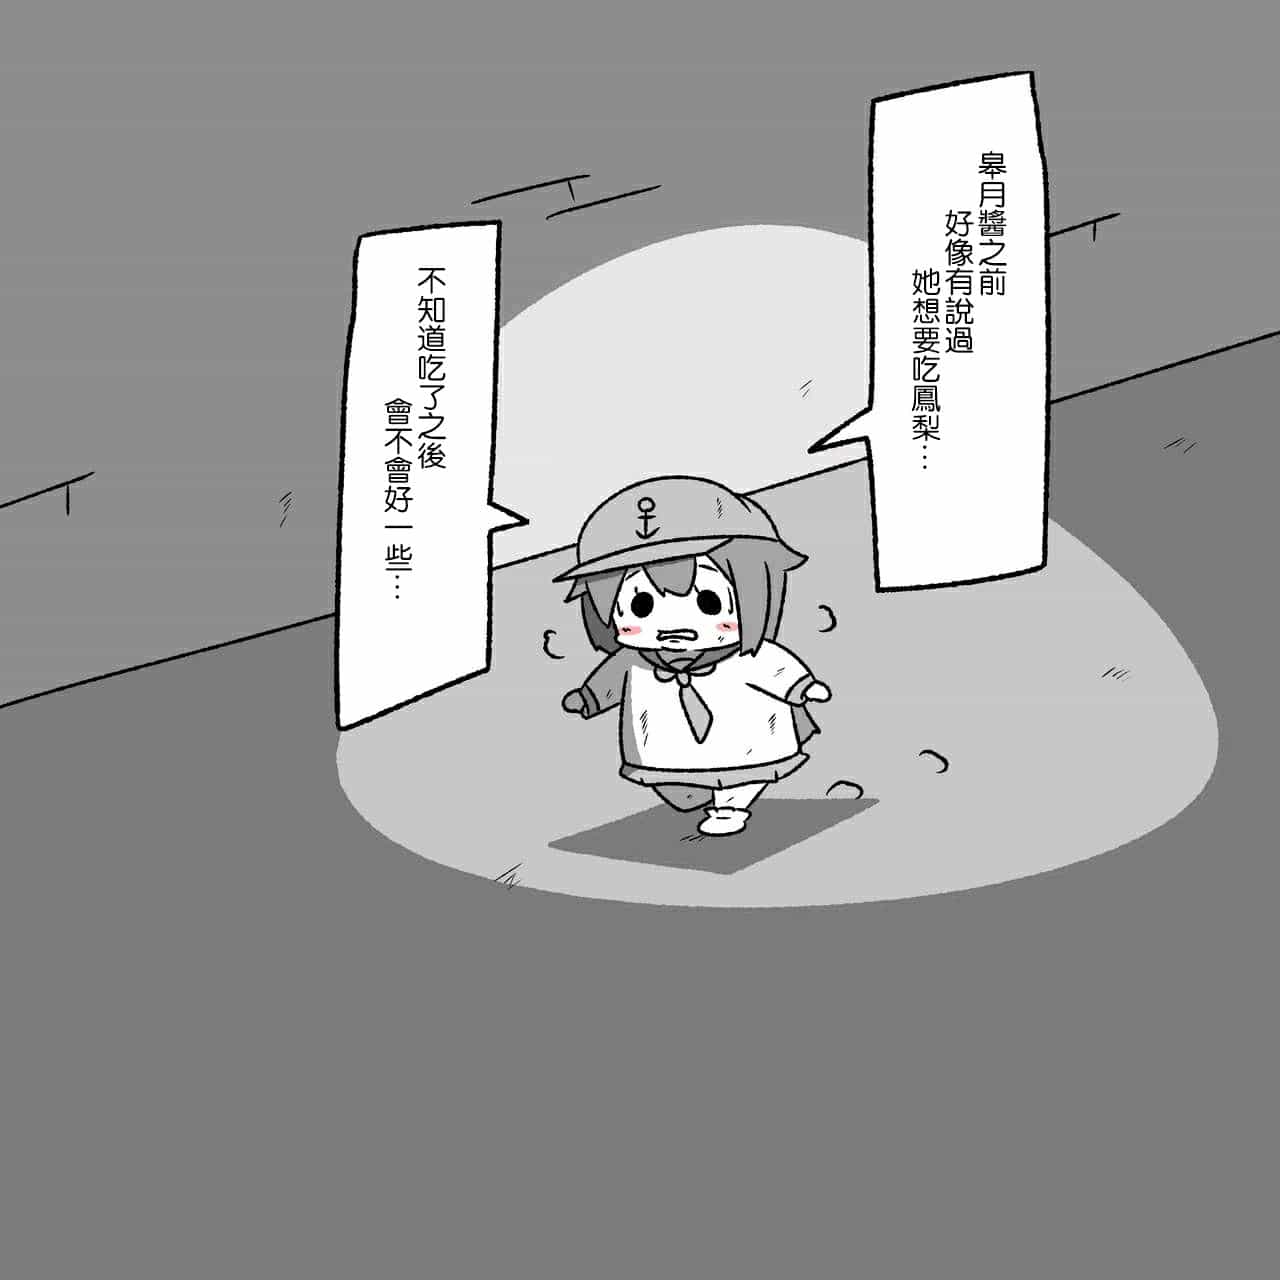 皋月醬之前
好像有說過
她想要吃鳳梨…
不知道吃了之後
會不會好一些…